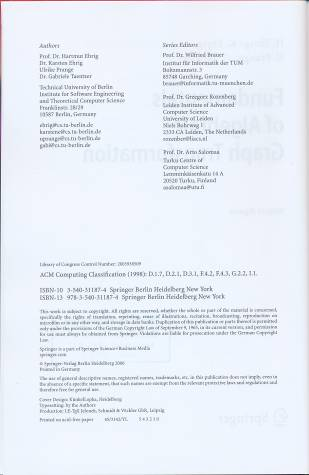 Authors
Prof. Dr. Hartmut Ehrig
Dr. Karsten Ehrig
Ulrike Prange
Dr. Gabriele Taentzer
Technical University of Berlin
Institute for Software Engineering
and Theoretical Computer Science
Franklinstr. 28/29
10587 Berlin, Germany
ehrig@cs.tu-berlin.de
karstene@cs.tu-berlin.de
uprange@cs.tu-berlin.de
gabi@cs.tu-berlin.de
Series Editors
Prof. Dr. Wilfried Brauer
Institut für Informatik der TUM
Boltzmannstr. 3
85748 Garching, Germany
brauer@informatik.tu-muenchen.de
Prof. Dr. Grzegorz Rozenberg
Leiden Institute of Advanced
Computer Science
University of Leiden
Niels Bohrweg 1
2333 CA Leiden, The Netherlands
rozenber@liacs.nl
Prof. Dr. Arto Salomaa
Turku Centre of
Computer Science
Lemminkäisenkatu 14 A
20520 Turku, Finland
asalomaa@utu.fi
Library of Congress Control Number:
ACM Computing Classification (1998): D.1.7, D.2.1, D.3.1, F.4.2, F.4.3, G.2.2, I.1.
ISBN-10 3-540-31187-4 Springer Berlin Heidelberg New York
ISBN-13 978-3-540-31187-4 Springer Berlin Heidelberg New York
This work is subject to copyright. All rights are reserved, whether the whole or part of the material is concerned,
specifically the rights of translation, reprinting, reuse of illustrations, recitation, broadcasting, reproduction on
microfilm or in any other way, and storage in data banks. Duplication of this publication or parts thereof is permitted
only under the provisions of the German Copyright Law of September 9, 1965, in its current version, and permission
for use must always be obtained from Springer. Violations are liable for prosecution under the German Copyright
Law.
Springer is a part of Springer Science+Business Media
springer.com
© Springer-Verlag Berlin Heidelberg 2006
Printed in Germany
The use of general descriptive names, registered names, trademarks, etc. in this publication does not imply, even in
the absence of a specific statement, that such names are exempt from the relevant protective laws and regulations and
therefore free for general use.
Cover Design: KünkelLopka, Heidelberg
Typesetting: by the Authors
Production: LE-TeX Jelonek, Schmidt & Vöckler GbR, Leipzig
Printed on acid-free paper 45/3142/YL 5 4 3 2 1 0